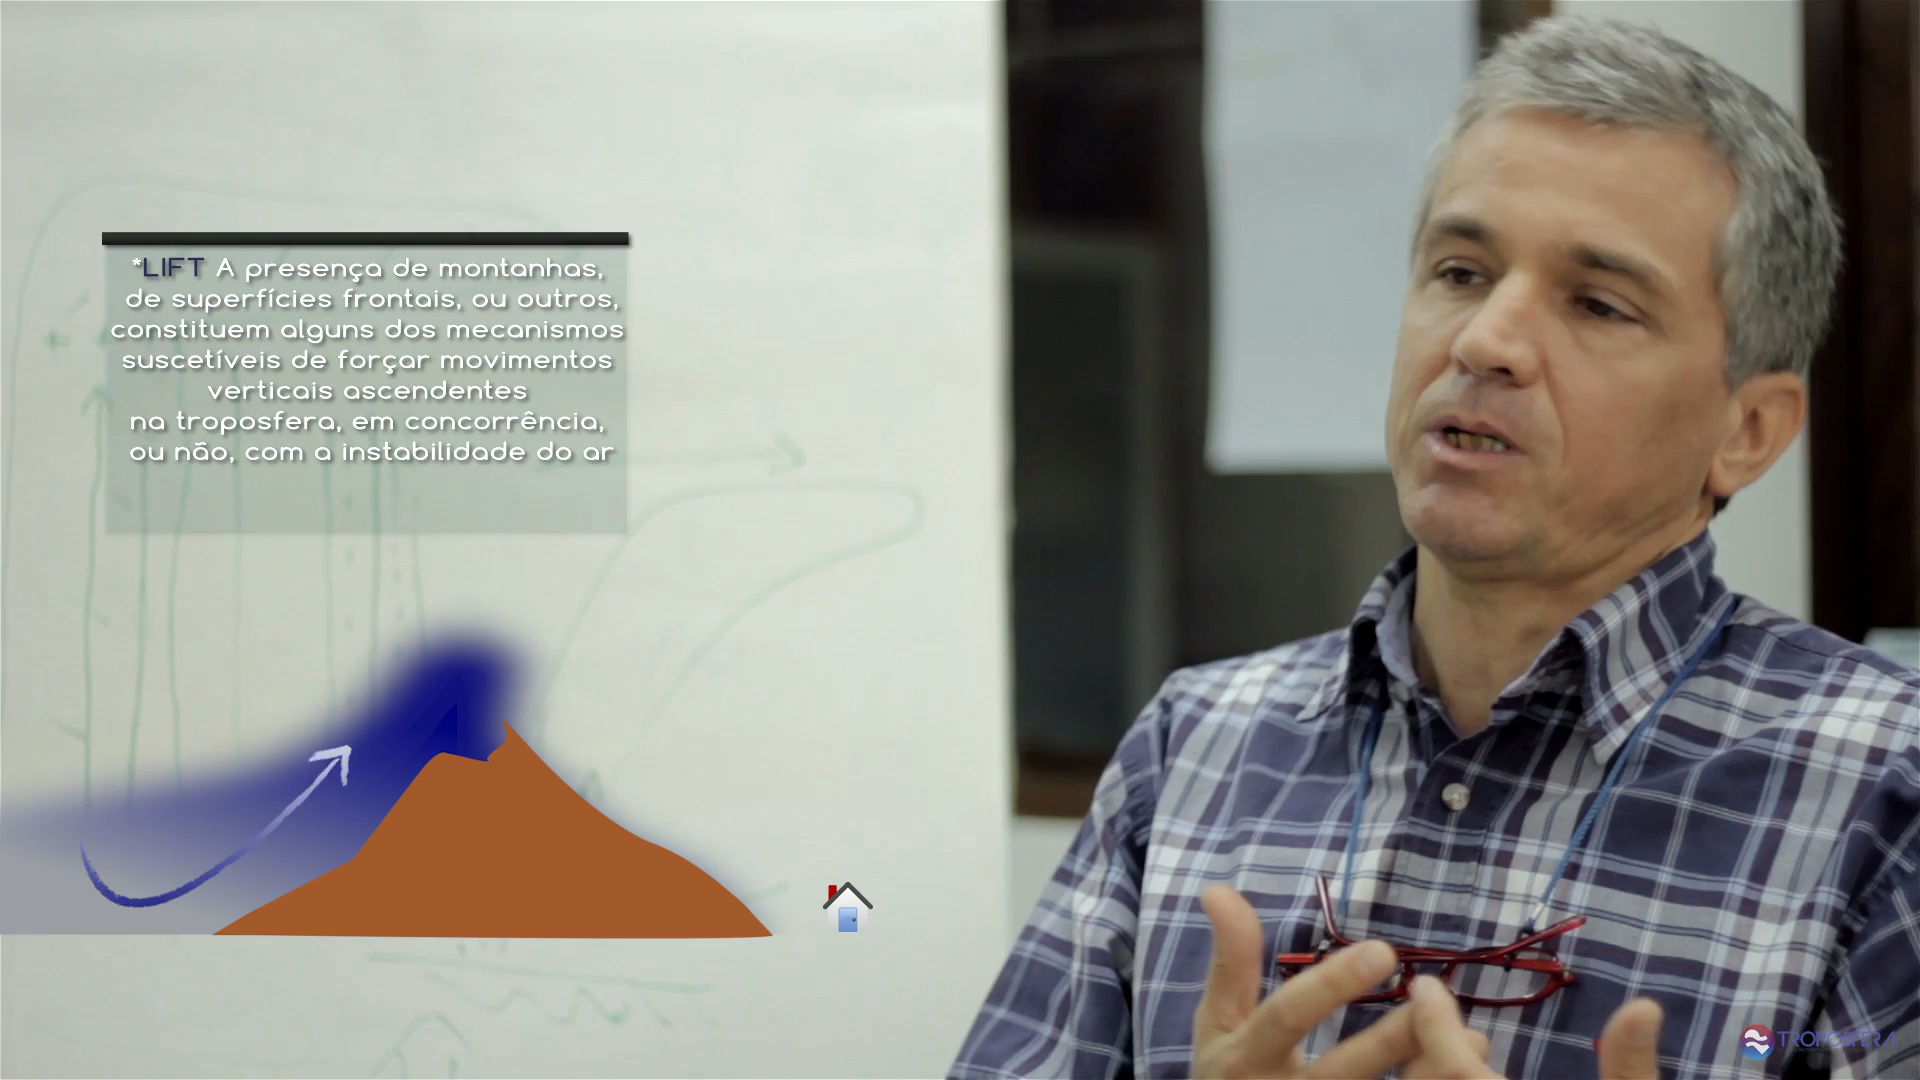 *LIFT A presença de montanhas,
de superfícies frontais, ou outros,
constituem alguns dos mecanismos
suscetíveis de forçar movimentos
verticais ascendentes
na troposfera, em concorrência,
ou não, com a instabilidade do ar
TROPOSFERA